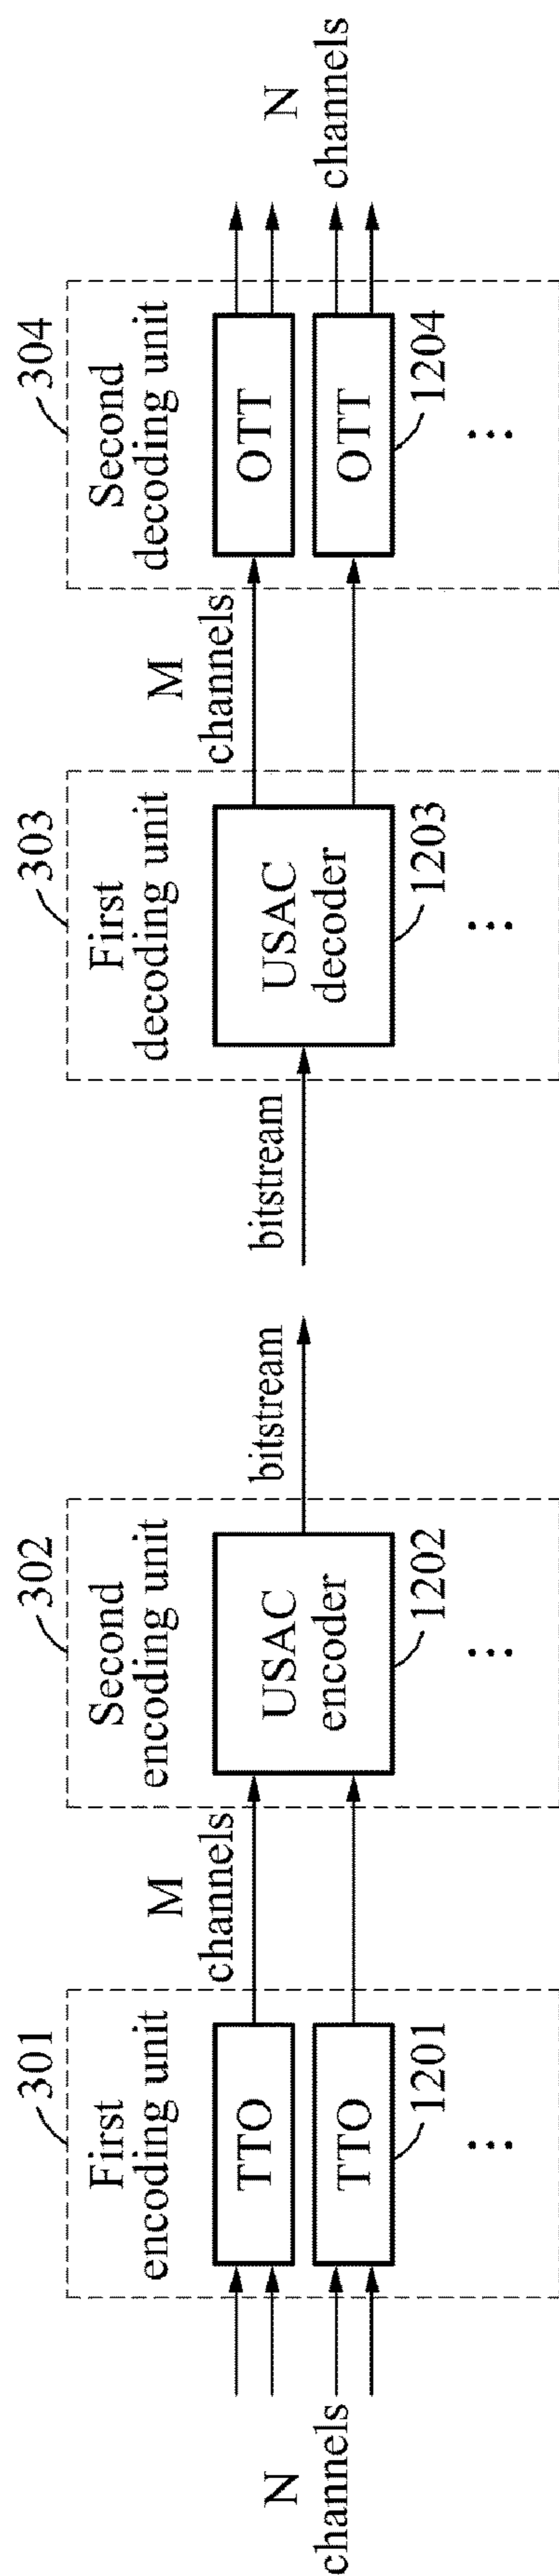 N
channels
301
First
encoding unit
TTO
TTO
1201
⋮
M
channels
302
Second
encoding unit
USAC
encoder
1202
⋮
bitstream
bitstream
303
First
decoding unit
USAC
decoder
1203
⋮
M
channels
304
Second
decoding unit
OTT
OTT
1204
⋮
N
channels